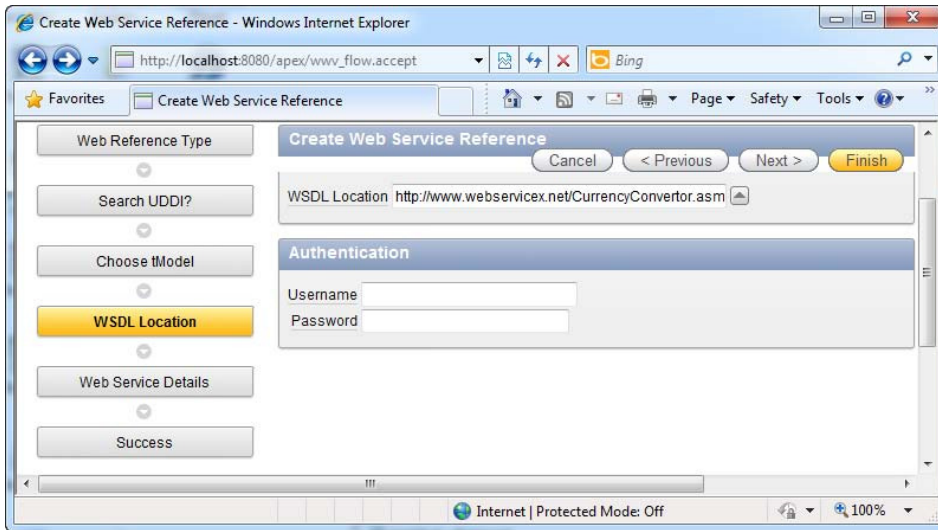 Create Web Service Reference - Windows Internet Explorer
http://localhost:8080/apex/wwv_flow.accept
Bing
Favorites
Create Web Service Reference
Page
Safety
Tools
»
Web Reference Type
Search UDDI?
Choose tModel
WSDL Location
Web Service Details
Success
Create Web Service Reference
Cancel
< Previous
Next >
Finish
WSDL Location http://www.webservicex.net/CurrencyConvertor.asm
Authentication
Username
Password
Internet | Protected Mode: Off
100%